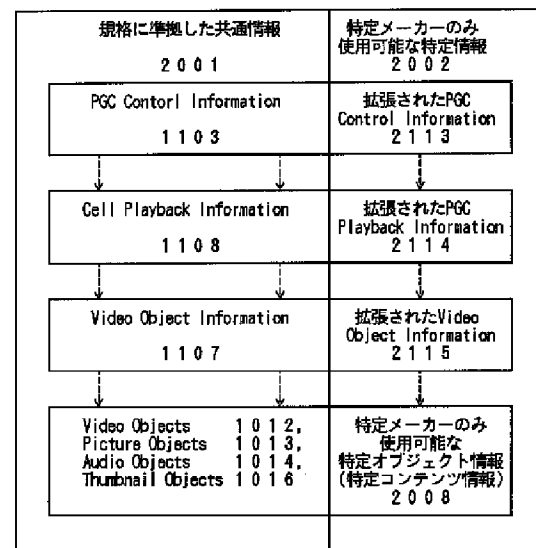 規格に準拠した共通情報
2001
特定メーカーのみ
使用可能な特定情報
2002
PGC Contorl Information
1103
拡張されたPGC
Control Information
2113
Cell Playback Information
1108
拡張されたPGC
Playback Information
2114
Video Object Information
1107
拡張されたVideo
Object Information
2115
Video Objects 1012,
Picture Objects 1013,
Audio Objects 1014,
Thumbnail Objects 1016
特定メーカーのみ
使用可能な
特定オブジェクト情報
(特定コンテンツ情報)
2008